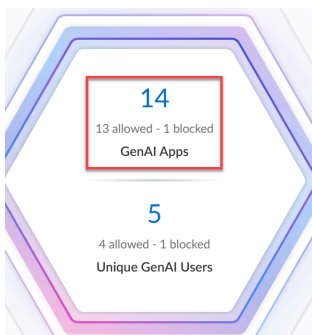 14
13 allowed - 1 blocked
GenAI Apps
5
4 allowed - 1 blocked
Unique GenAI Users